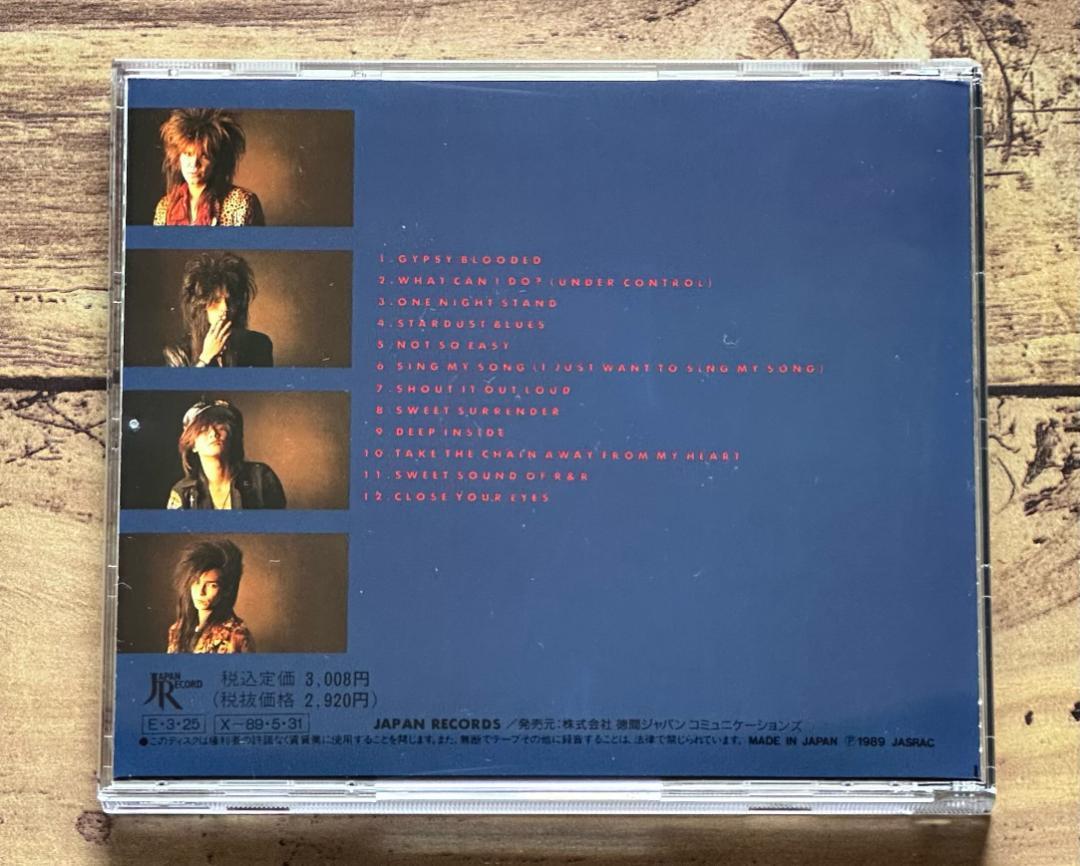 1. GYPSY BLOODED
2. WHAT CAN I DO? (UNDER CONTROL)
3. ONE NIGHT STAND
4. STARDUST BLUES
5. NOT SO EASY
6. SING MY SONG (I JUST WANT TO SING MY SONG)
7. SHOUT IT OUT LOUD
8. SWEET SURRENDER
9. DEEP INSIDE
10. TAKE THE CHAIN AWAY FROM MY HEART
11. SWEET SOUND OF R&R
12. CLOSE YOUR EYES
JAPAN RECORD 税込定価 3,008円
(税抜価格 2,920円)
E・3・25 X-89・5・31 JAPAN RECORDS／発売元:株式会社 徳間ジャパン コミュニケーションズ
●このディスクは権利者の許諾なく賃貸業に使用することを禁じます。また、無断でテープその他に録音することは、法律で禁じられています。 MADE IN JAPAN Ⓟ1989 JASRAC